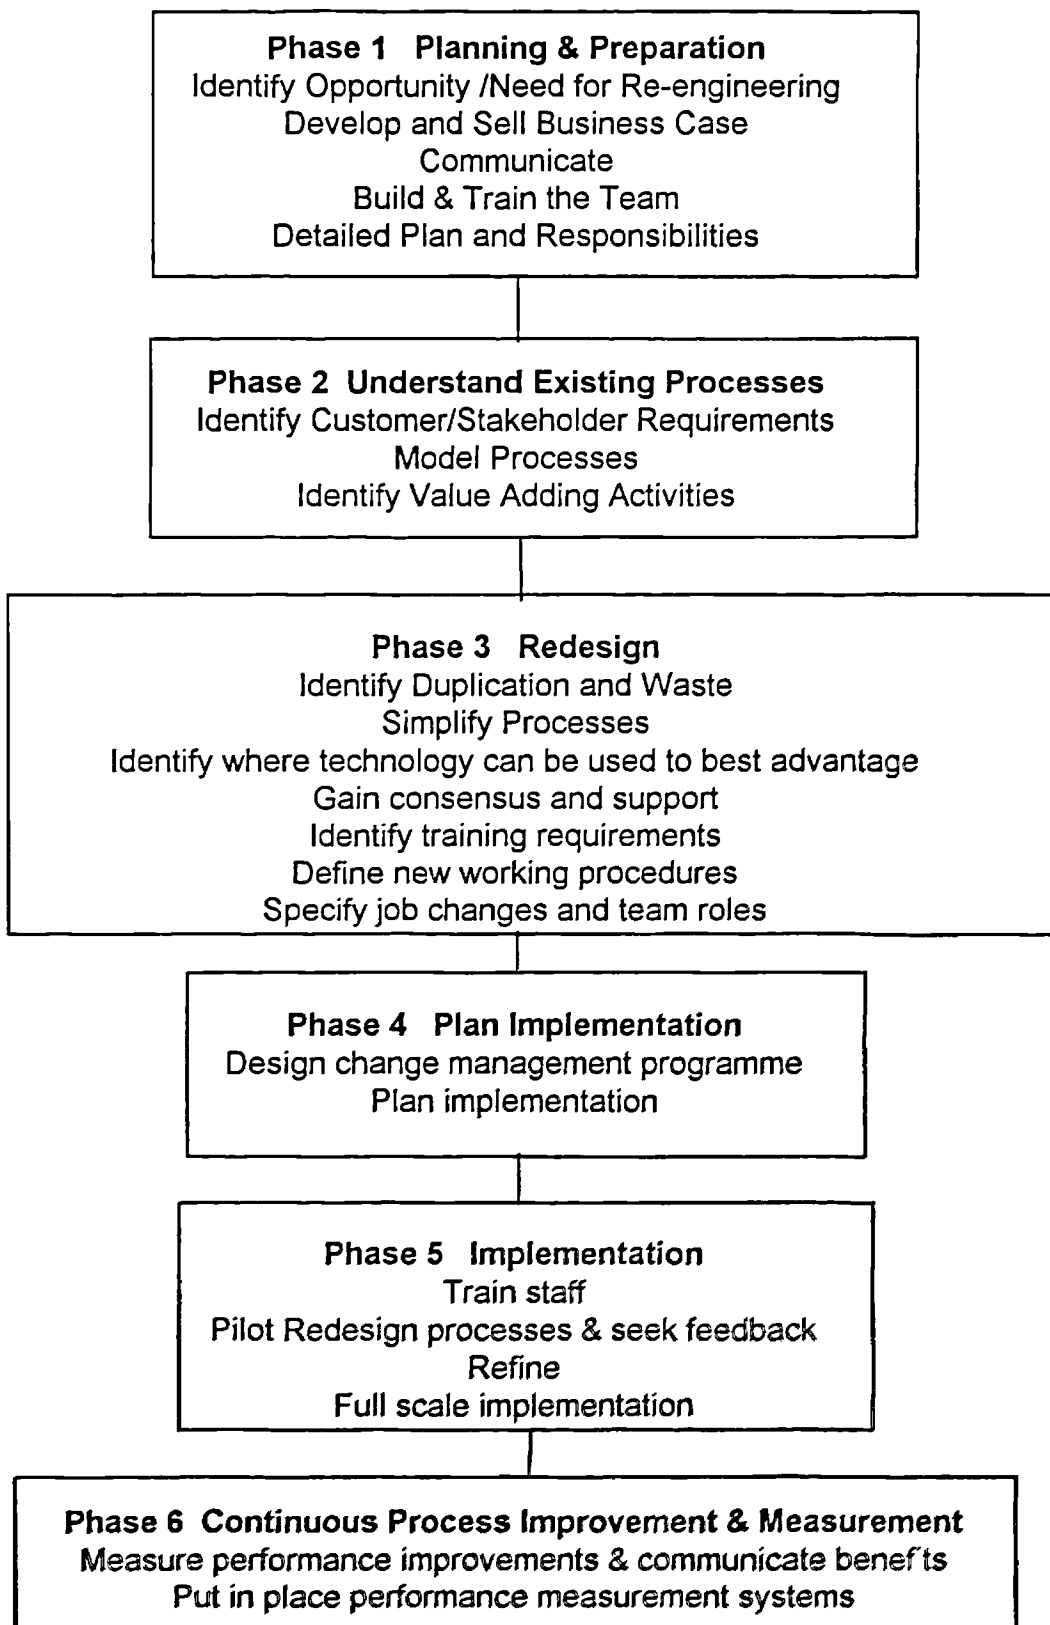 Phase 1 Planning & Preparation
Identify Opportunity /Need for Re-engineering
Develop and Sell Business Case
Communicate
Build & Train the Team
Detailed Plan and Responsibilities
Phase 2 Understand Existing Processes
Identify Customer/Stakeholder Requirements
Model Processes
Identify Value Adding Activities
Phase 3 Redesign
Identify Duplication and Waste
Simplify Processes
Identify where technology can be used to best advantage
Gain consensus and support
Identify training requirements
Define new working procedures
Specify job changes and team roles
Phase 4 Plan Implementation
Design change management programme
Plan implementation
Phase 5 Implementation
Train staff
Pilot Redesign processes & seek feedback
Refine
Full scale implementation
Phase 6 Continuous Process Improvement & Measurement
Measure performance improvements & communicate benefts
Put in place performance measurement systems